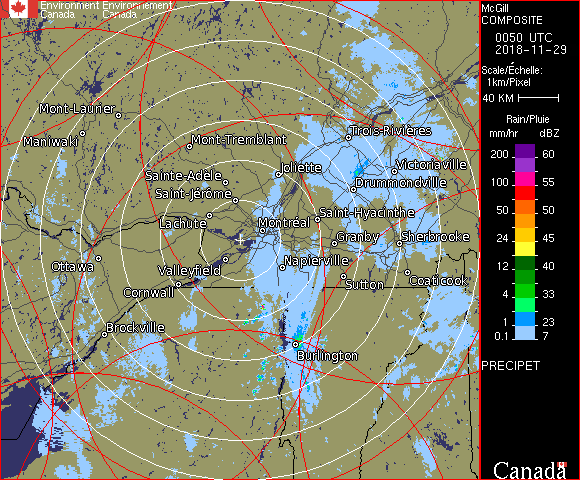 Environment Environnement
Canada Canada
McGill
COMPOSITE
0050 UTC
2018-11-29
Scale/Échelle:
1km/Pixel
40 KM
Rain/Pluie
mm/hr dBZ
200 60
100 55
50 50
24 45
12 40
4 33
1 23
0.1 7
PRECIPET
Mont-Laurier
Maniwaki
Mont-Tremblant
Trois-Rivières
Joliette
Victoriaville
Sainte-Adèle
Drummondville
Saint-Jérôme
Lachute
Montréal
Saint-Hyacinthe
Granby
Sherbrooke
Ottawa
Valleyfield
Napierville
Cornwall
Sutton
Coaticook
Brockville
Burlington
Canada